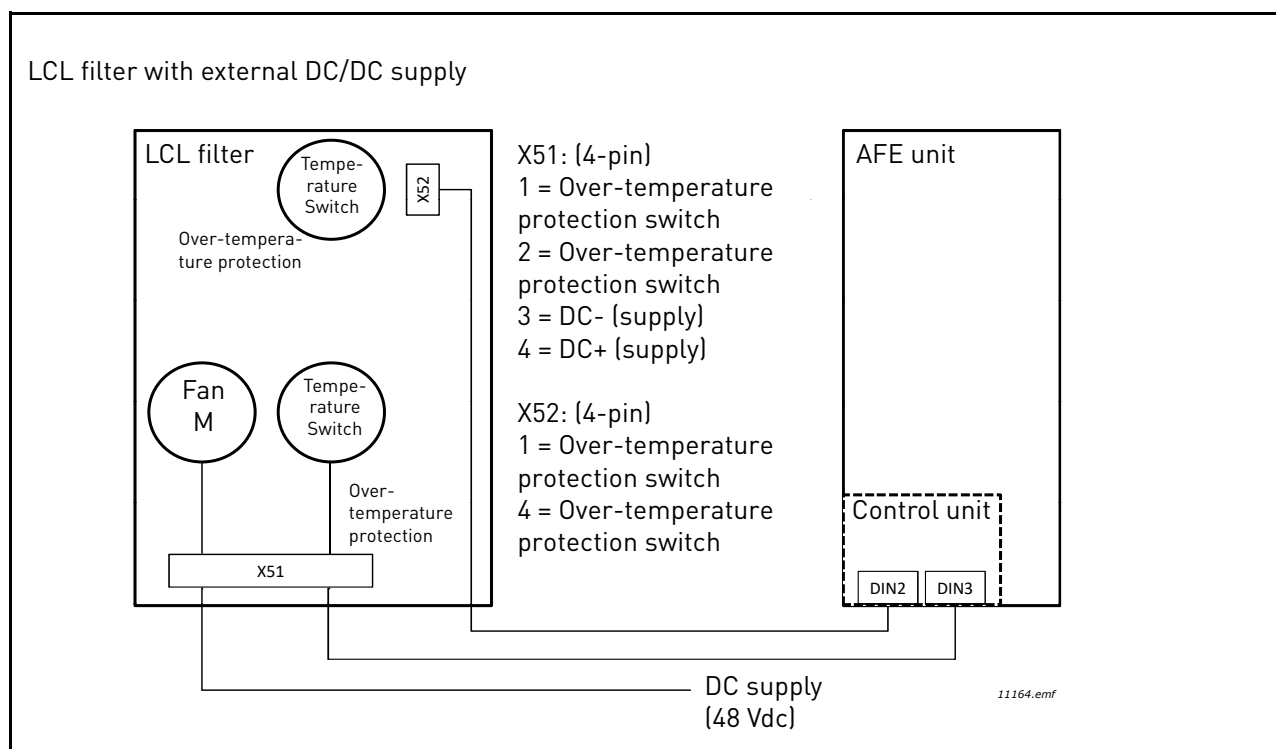 LCL filter with external DC/DC supply
LCL filter
Tempe-
rature
Switch
X52
Over-tempera-
ture protection
Fan
M
Tempe-
rature
Switch
Over-
temperature
protection
X51
X51: (4-pin)
1 = Over-temperature
protection switch
2 = Over-temperature
protection switch
3 = DC- (supply)
4 = DC+ (supply)
X52: (4-pin)
1 = Over-temperature
protection switch
4 = Over-temperature
protection switch
AFE unit
Control unit
DIN2
DIN3
DC supply
(48 Vdc)
11164.emf